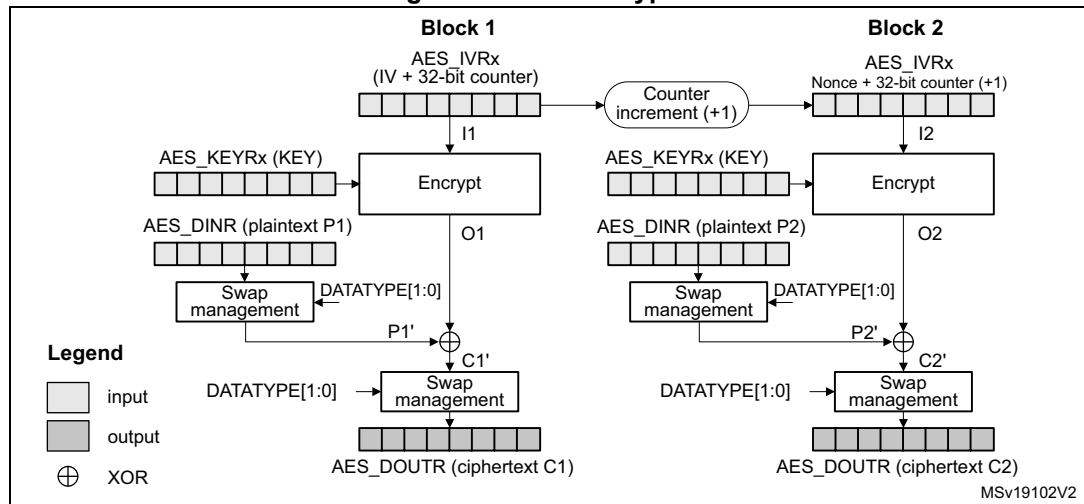 Block 1
Block 2
AES_IVRx
(IV + 32-bit counter)
AES_IVRx
Nonce + 32-bit counter (+1)
Counter
increment (+1)
I1
I2
AES_KEYRx (KEY)
Encrypt
AES_KEYRx (KEY)
Encrypt
AES_DINR (plaintext P1)
O1
AES_DINR (plaintext P2)
O2
Swap
management
DATATYPE[1:0]
Swap
management
DATATYPE[1:0]
P1'
P2'
Legend
C1'
C2'
input
DATATYPE[1:0]
Swap
management
DATATYPE[1:0]
Swap
management
output
AES_DOUTR (ciphertext C1)
AES_DOUTR (ciphertext C2)
XOR
MSv19102V2